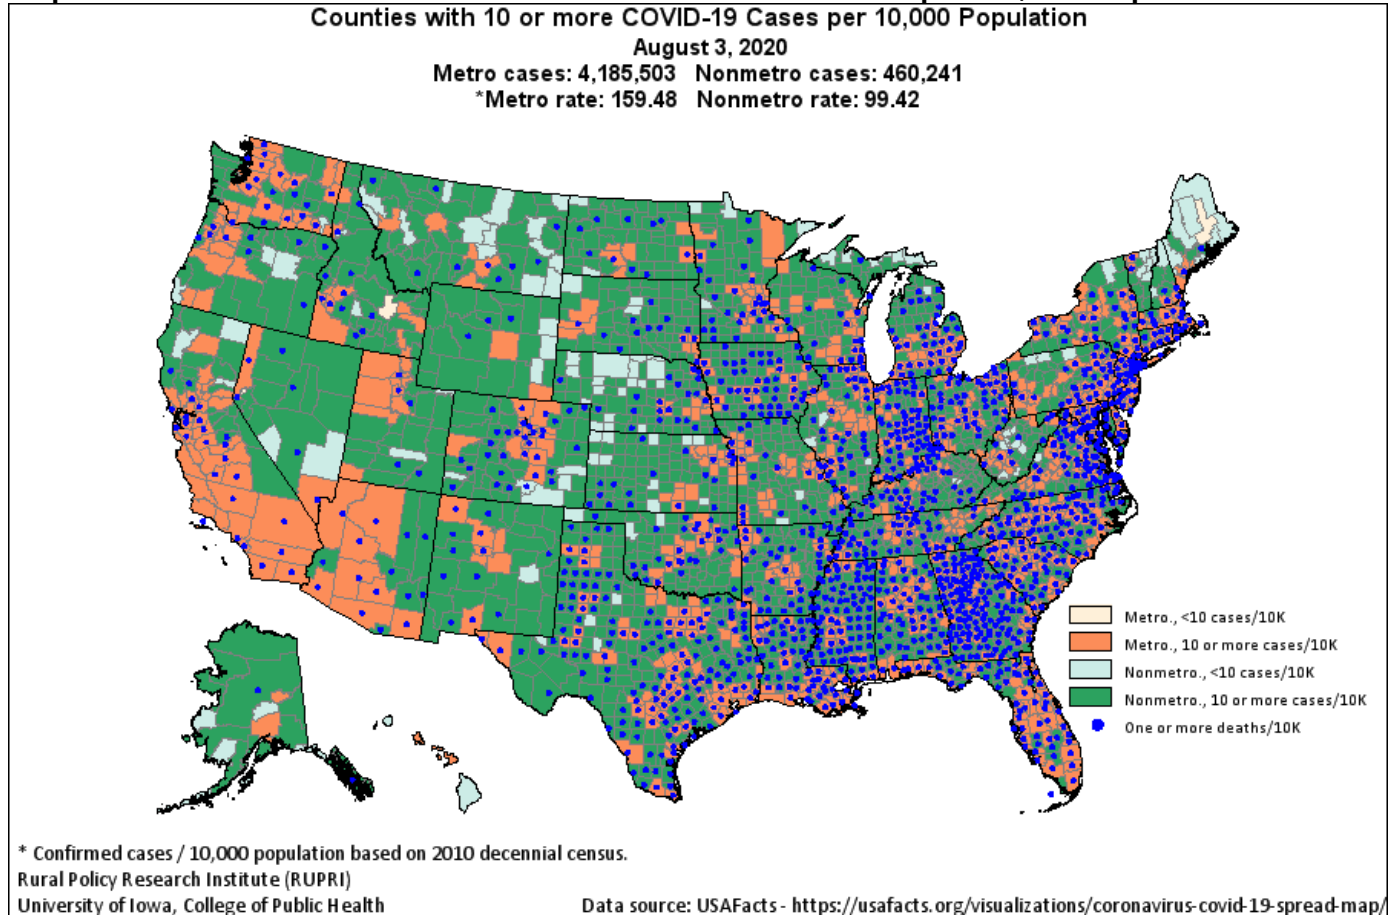 Counties with 10 or more COVID-19 Cases per 10,000 Population
August 3, 2020
Metro cases: 4,185,503   Nonmetro cases: 460,241
*Metro rate: 159.48   Nonmetro rate: 99.42
Metro., <10 cases/10K
Metro., 10 or more cases/10K
Nonmetro., <10 cases/10K
Nonmetro., 10 or more cases/10K
One or more deaths/10K
* Confirmed cases / 10,000 population based on 2010 decennial census.
Rural Policy Research Institute (RUPRI)
University of Iowa, College of Public Health
Data source: USAFacts - https://usafacts.org/visualizations/coronavirus-covid-19-spread-map/